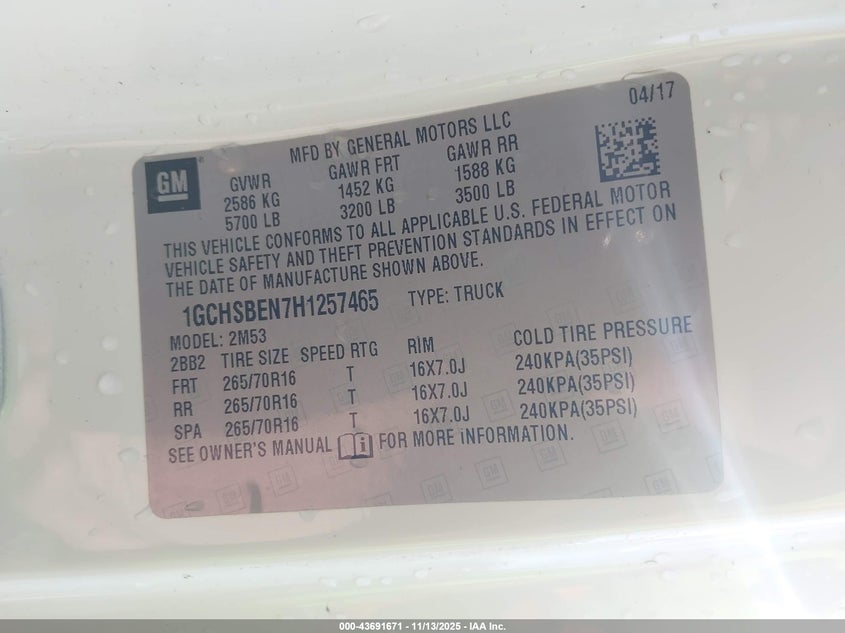 04/17
MFD BY GENERAL MOTORS LLC
GM
GVWR GAWR FRT GAWR RR
2586 KG 1452 KG 1588 KG
5700 LB 3200 LB 3500 LB
THIS VEHICLE CONFORMS TO ALL APPLICABLE U.S. FEDERAL MOTOR
VEHICLE SAFETY AND THEFT PREVENTION STANDARDS IN EFFECT ON
THE DATE OF MANUFACTURE SHOWN ABOVE.
1GCHSBEN7H1257465 TYPE: TRUCK
MODEL: 2M53
2BB2 TIRE SIZE SPEED RTG RIM COLD TIRE PRESSURE
FRT 265/70R16 T 16X7.0J 240KPA(35PSI)
RR 265/70R16 T 16X7.0J 240KPA(35PSI)
SPA 265/70R16 T 16X7.0J 240KPA(35PSI)
SEE OWNER'S MANUAL FOR MORE INFORMATION.
000-43691671 - 11/13/2025 - IAA Inc.